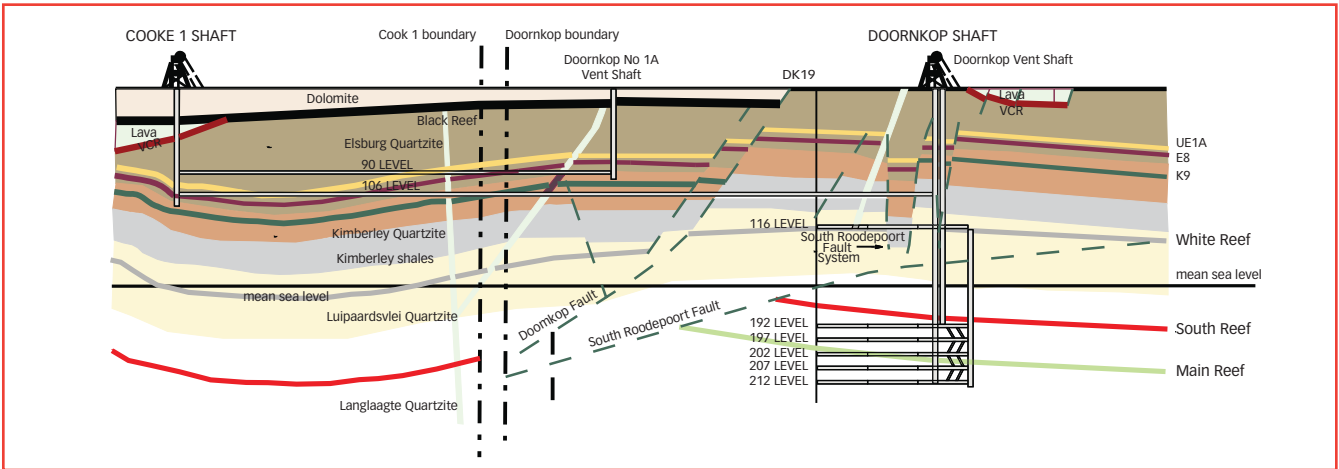 COOKE 1 SHAFT
Cook 1 boundary
Doornkop boundary
DOORNKOP SHAFT
Doornkop No 1A
Vent Shaft
Doornkop Vent Shaft
DK19
Dolomite
Lava
VCR
Black Reef
Lava
VCR
Elsburg Quartzite
UE1A
E8
90 LEVEL
K9
106 LEVEL
116 LEVEL
Kimberley Quartzite
South Roodepoort
Fault
System
White Reef
Kimberley shales
mean sea level
mean sea level
Luipaardsvlei Quartzite
Doornkop Fault
South Roodepoort Fault
192 LEVEL
South Reef
197 LEVEL
202 LEVEL
207 LEVEL
Main Reef
212 LEVEL
Langlaagte Quartzite